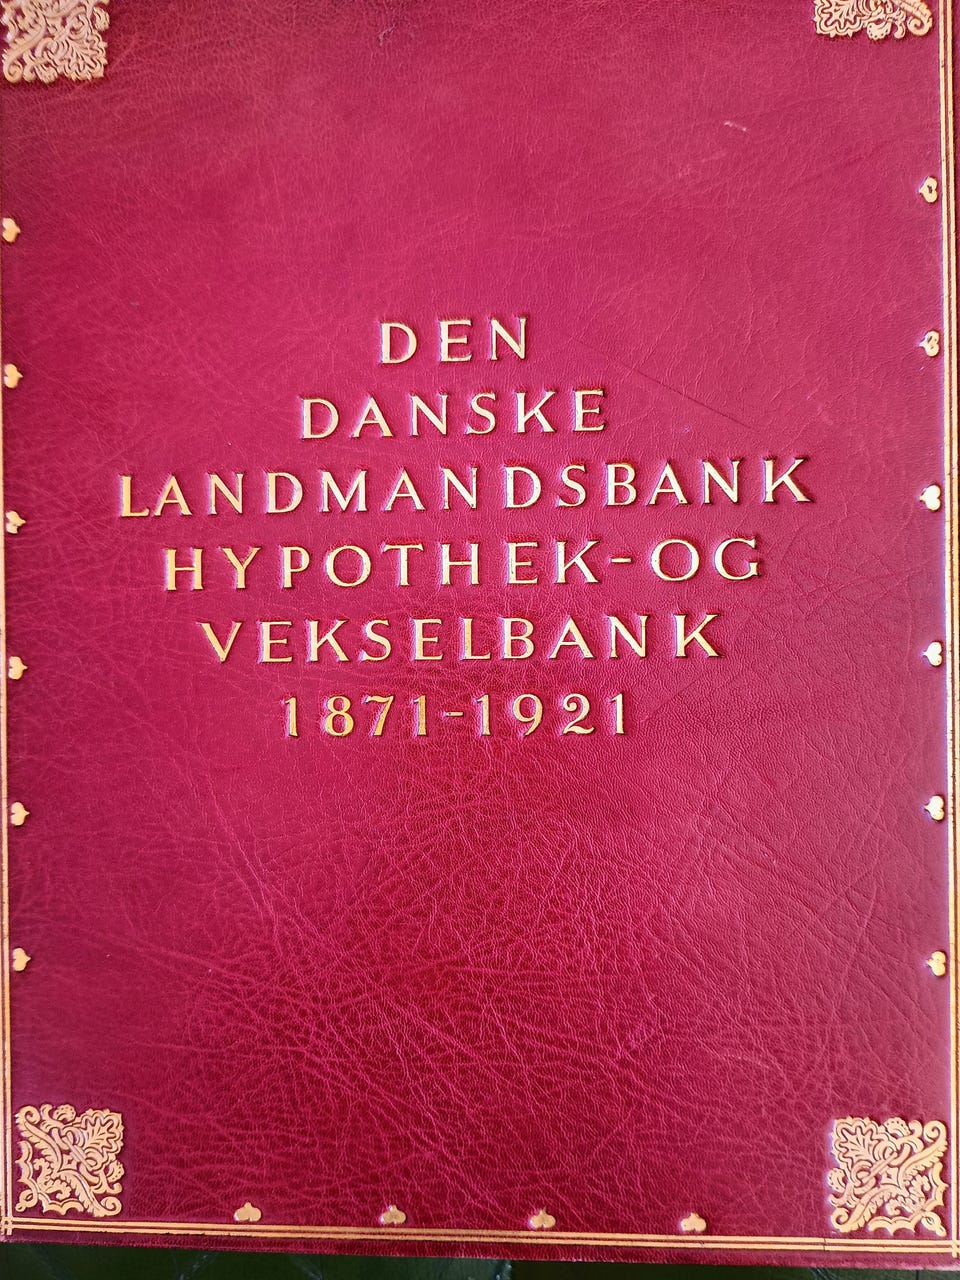 DEN
DANSKE
LANDMANDSBANK
HYPOTHEK-OG
VEKSELBANK
1871-1921